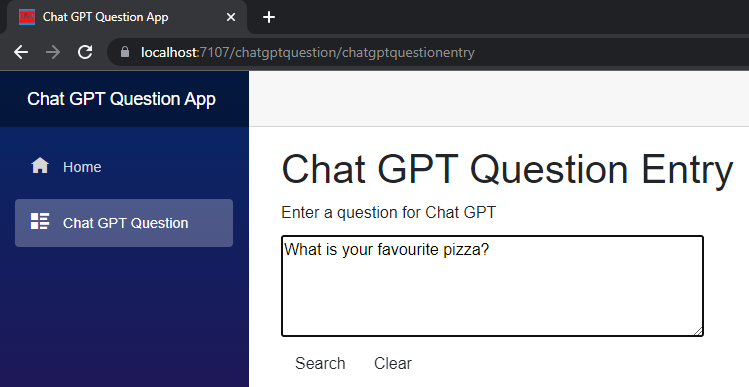 Chat GPT Question App
localhost:7107/chatgptquestion/chatgptquestionentry
Chat GPT Question App
Home
Chat GPT Question
Chat GPT Question Entry
Enter a question for Chat GPT
What is your favourite pizza?
Search Clear